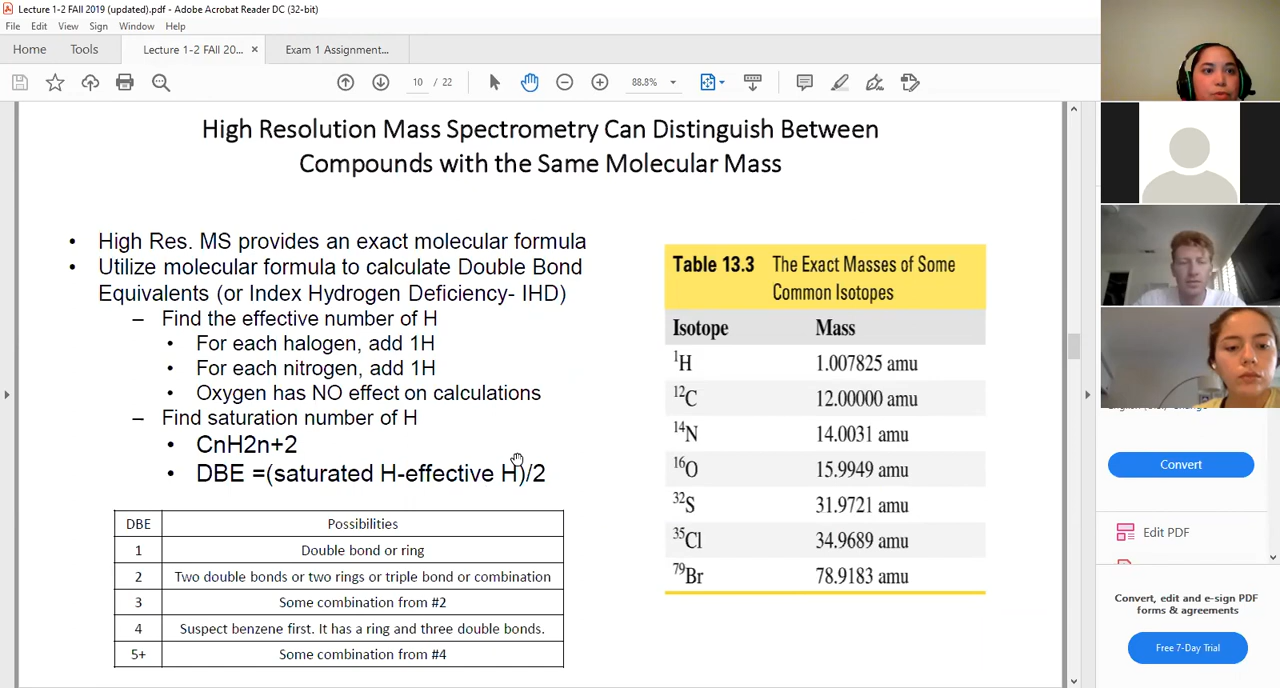 Lecture 1-2 FAll 2019 (updated).pdf - Adobe Acrobat Reader DC (32-bit)
File Edit View Sign Window Help
Home Tools Lecture 1-2 FAll 20... × Exam 1 Assignment...
10 / 22 88.8%
High Resolution Mass Spectrometry Can Distinguish Between
Compounds with the Same Molecular Mass
• High Res. MS provides an exact molecular formula
• Utilize molecular formula to calculate Double Bond
Equivalents (or Index Hydrogen Deficiency- IHD)
– Find the effective number of H
• For each halogen, add 1H
• For each nitrogen, add 1H
• Oxygen has NO effect on calculations
– Find saturation number of H
• CnH2n+2
• DBE =(saturated H-effective H)/2
DBE Possibilities
1 Double bond or ring
2 Two double bonds or two rings or triple bond or combination
3 Some combination from #2
4 Suspect benzene first. It has a ring and three double bonds.
5+ Some combination from #4
Table 13.3 The Exact Masses of Some
Common Isotopes
Isotope Mass
¹H 1.007825 amu
¹²C 12.00000 amu
¹⁴N 14.0031 amu
¹⁶O 15.9949 amu
³²S 31.9721 amu
³⁵Cl 34.9689 amu
⁷⁹Br 78.9183 amu
Convert
Edit PDF
Convert, edit and e-sign PDF
forms & agreements
Free 7-Day Trial